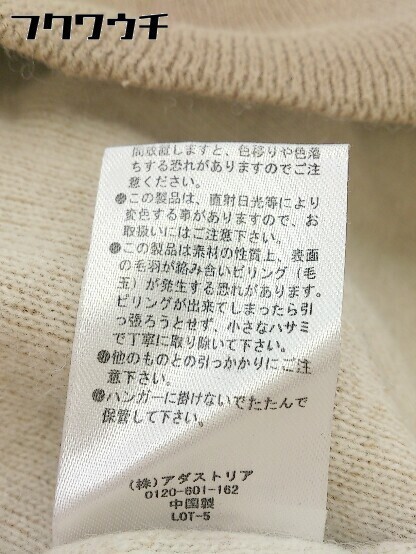 フクワウチ
間放置しますと、色移りや色落
ちする恐れがありますのでご注
意ください。
この製品は、直射日光等により
変色する事がありますので、お
取扱いにはご注意下さい。
この製品は素材の性質上、表面
の毛羽が絡み合いピリング(毛
玉)が発生する恐れがあります。
ピリングが出来てしまったら引
っ張ろうとせず、小さなハサミ
で丁寧に取り除いて下さい。
他のものとの引っかかりにご注
意下さい。
ハンガーに掛けないでたたんで
保管して下さい。
(株)アダストリア
0120-601-162
中国製
LOT-5